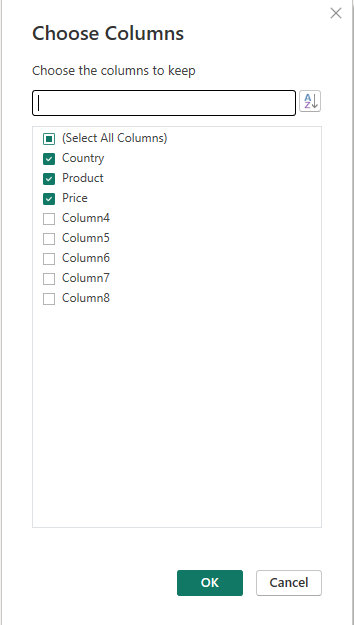 Choose Columns
Choose the columns to keep
A
Z
(Select All Columns)
Country
Product
Price
Column4
Column5
Column6
Column7
Column8
OK
Cancel